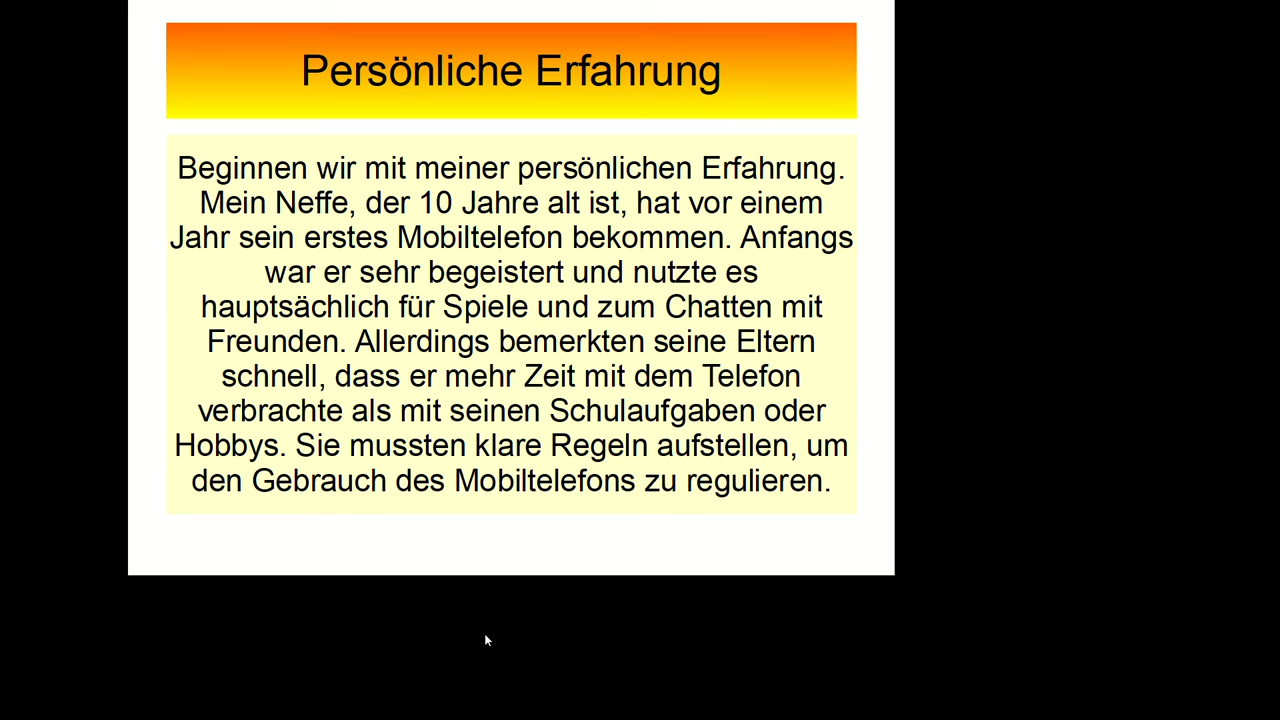 Persönliche Erfahrung
Beginnen wir mit meiner persönlichen Erfahrung.
Mein Neffe, der 10 Jahre alt ist, hat vor einem
Jahr sein erstes Mobiltelefon bekommen. Anfangs
war er sehr begeistert und nutzte es
hauptsächlich für Spiele und zum Chatten mit
Freunden. Allerdings bemerkten seine Eltern
schnell, dass er mehr Zeit mit dem Telefon
verbrachte als mit seinen Schulaufgaben oder
Hobbys. Sie mussten klare Regeln aufstellen, um
den Gebrauch des Mobiltelefons zu regulieren.